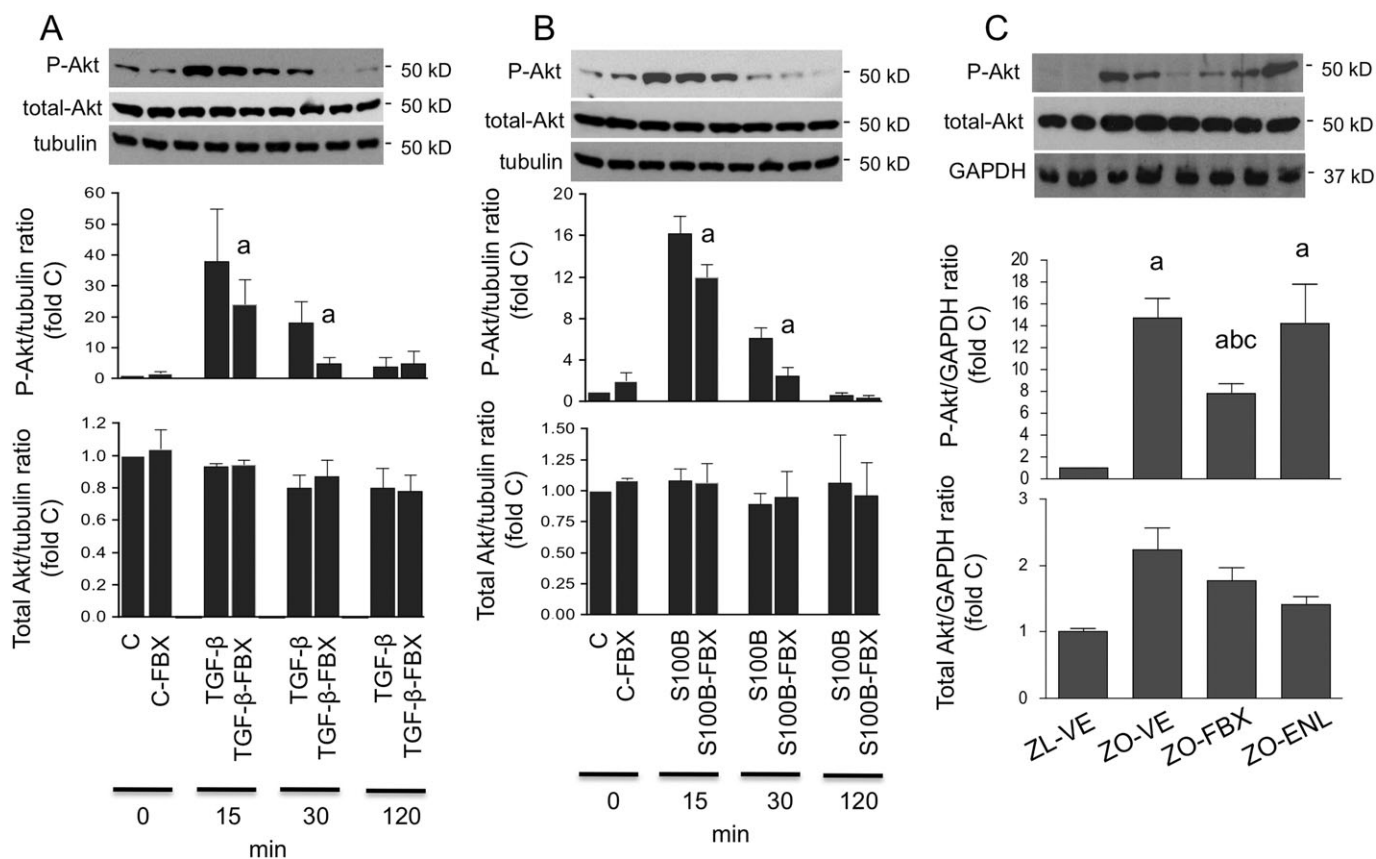 A
P-Akt
- 50 kD
total-Akt
- 50 kD
tubulin
- 50 kD
P-Akt/tubulin ratio
(fold C)
60
50
40
30
20
10
0
a
a
Total Akt/tubulin ratio
(fold C)
1.2
1.0
0.8
0.6
0.4
0.2
0.0
C
C-FBX
TGF-β
TGF-β-FBX
TGF-β
TGF-β-FBX
TGF-β
TGF-β-FBX
0
15
30
120
min
B
P-Akt
- 50 kD
total-Akt
- 50 kD
tubulin
- 50 kD
P-Akt/tubulin ratio
(fold C)
20
16
12
8
4
0
a
a
Total Akt/tubulin ratio
(fold C)
1.50
1.25
1.00
0.75
0.50
0.25
0.00
C
C-FBX
S100B
S100B-FBX
S100B
S100B-FBX
S100B
S100B-FBX
0
15
30
120
min
C
P-Akt
- 50 kD
total-Akt
- 50 kD
GAPDH
- 37 kD
P-Akt/GAPDH ratio
(fold C)
20
18
16
14
12
10
8
6
4
2
0
a
abc
a
Total Akt/GAPDH ratio
(fold C)
3
2
1
0
ZL-VE
ZO-VE
ZO-FBX
ZO-ENL